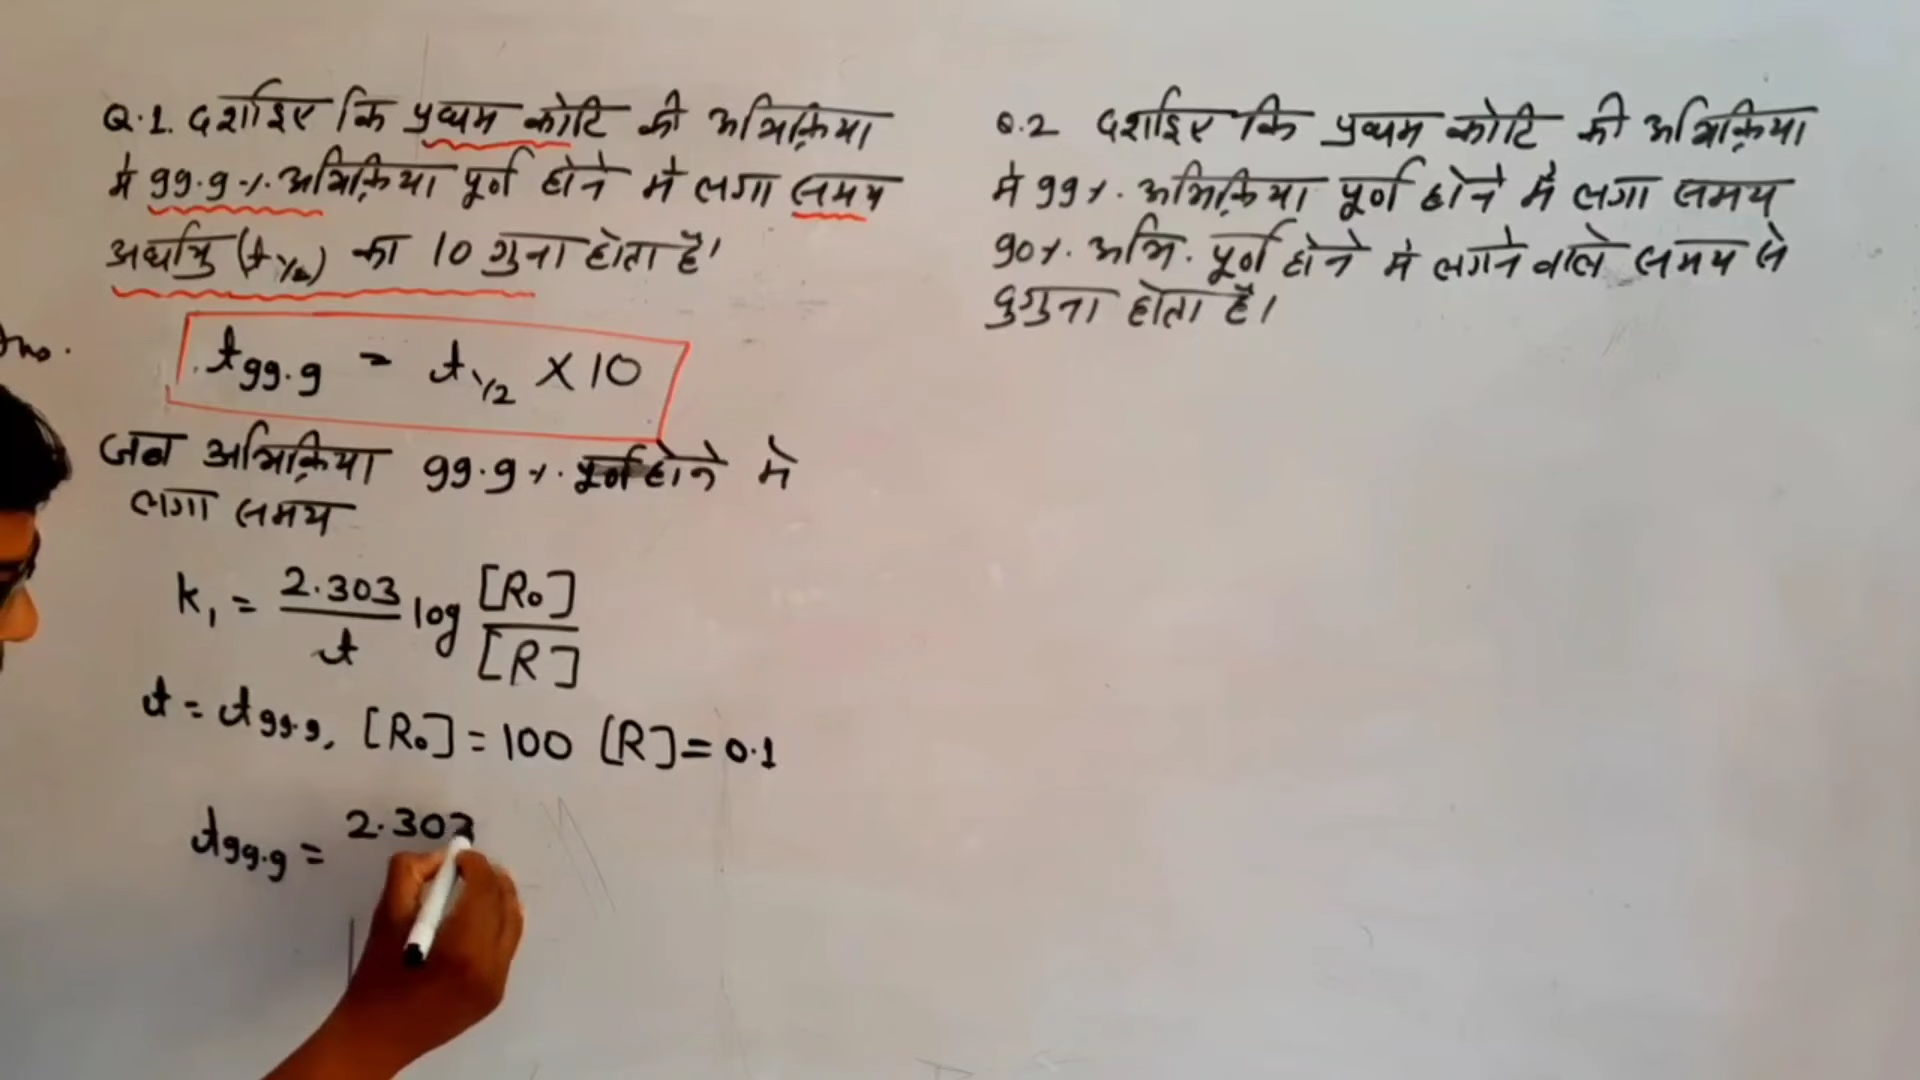 Q.1. दर्शाइए कि प्रथम कोटि की अभिक्रिया
में 99.9%. अभिक्रिया पूर्ण होने में लगा समय
अर्धायु (t 1/2) का 10 गुना होता है।
Ans.
t99.9 = t1/2 × 10
जब अभिक्रिया 99.9%. पूर्ण होने में
लगा समय
K1 = 2.303/t log [R0]/[R]
t = t99.9, [R0] = 100 [R] = 0.1
t99.9 = 2.303
Q.2 दर्शाइए कि प्रथम कोटि की अभिक्रिया
में 99%. अभिक्रिया पूर्ण होने में लगा समय
90%. अभि. पूर्ण होने में लगने वाले समय से
दुगुना होता है।